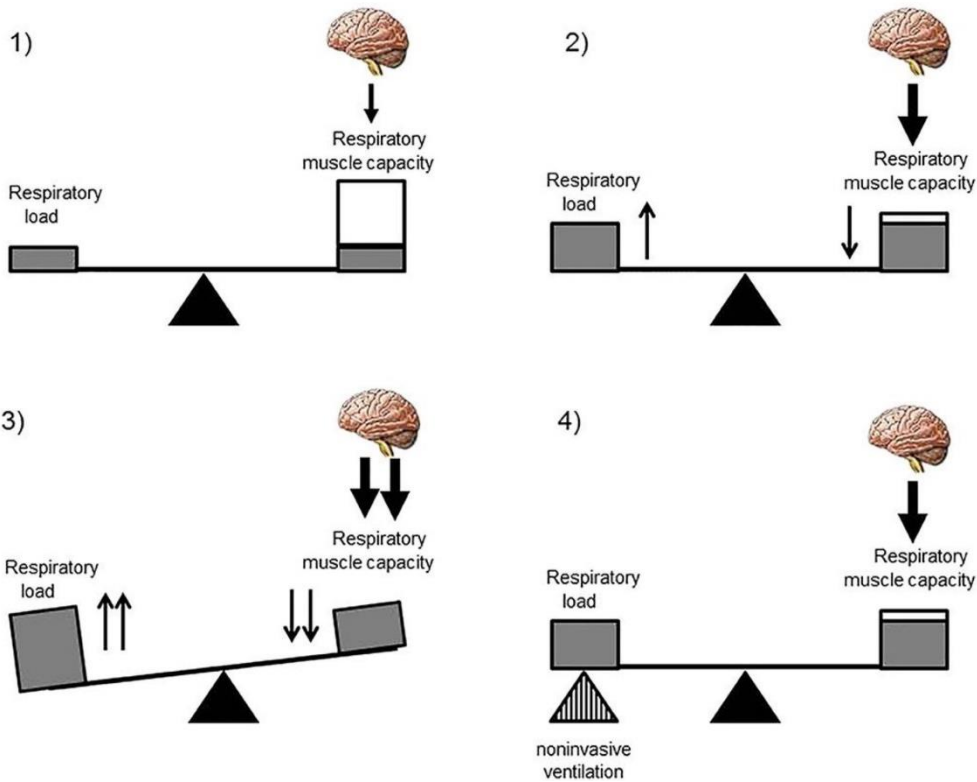 1)
Respiratory
muscle capacity
Respiratory
load
2)
Respiratory
muscle capacity
Respiratory
load
3)
Respiratory
muscle capacity
Respiratory
load
4)
Respiratory
muscle capacity
Respiratory
load
noninvasive
ventilation